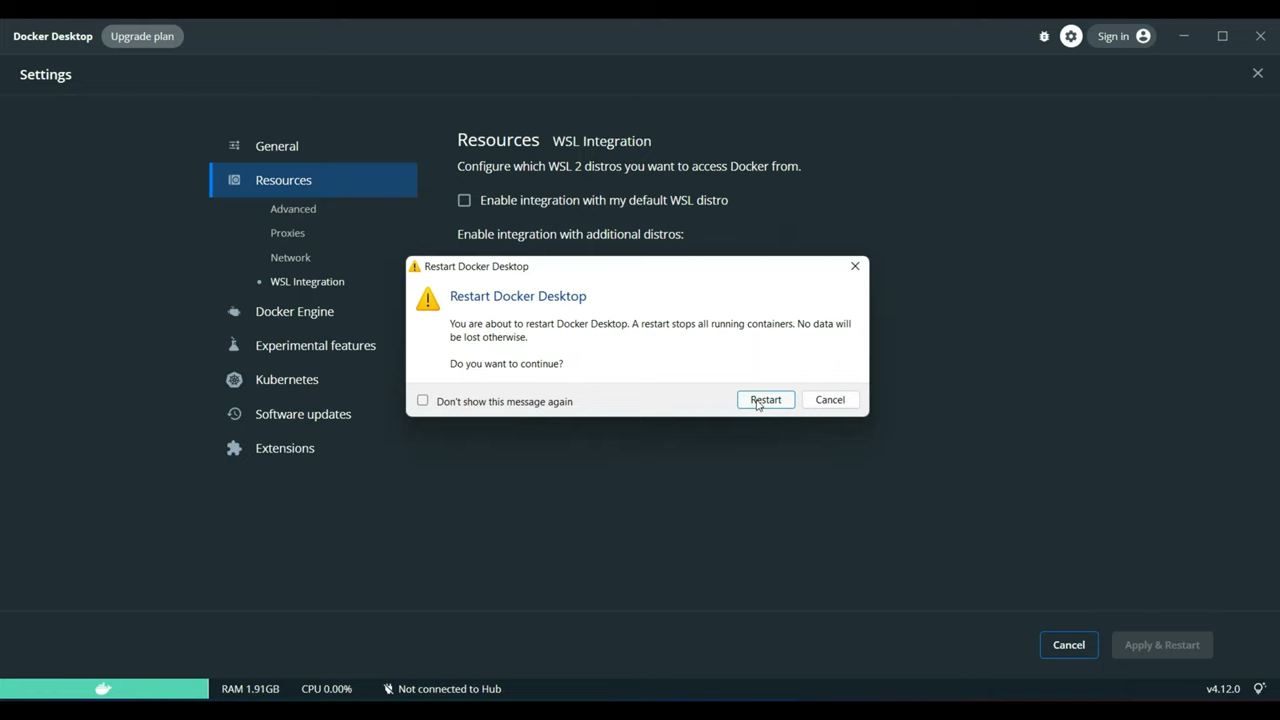 Docker Desktop
Upgrade plan
Sign in
Settings
General
Resources
Advanced
Proxies
Network
WSL Integration
Docker Engine
Experimental features
Kubernetes
Software updates
Extensions
Resources WSL Integration
Configure which WSL 2 distros you want to access Docker from.
Enable integration with my default WSL distro
Enable integration with additional distros:
Restart Docker Desktop
Restart Docker Desktop
You are about to restart Docker Desktop. A restart stops all running containers. No data will
be lost otherwise.
Do you want to continue?
Don't show this message again
Restart
Cancel
Cancel
Apply & Restart
RAM 1.91GB
CPU 0.00%
Not connected to Hub
v4.12.0